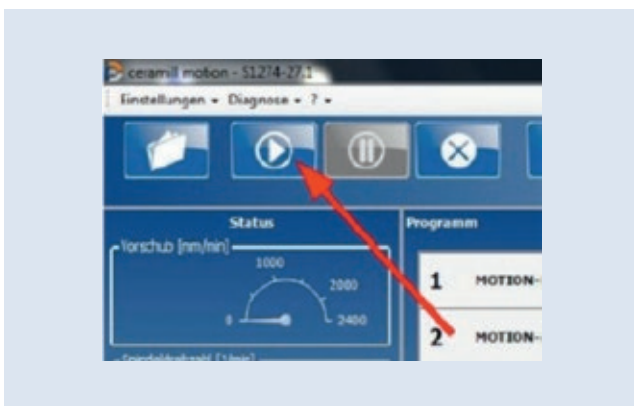 ceramill motion - S1274-27.1
Einstellungen Diagnose ?
Status
Programm
Vorschub [mm/min]
1000
2000
0
2400
1 MOTION-
2 MOTION-